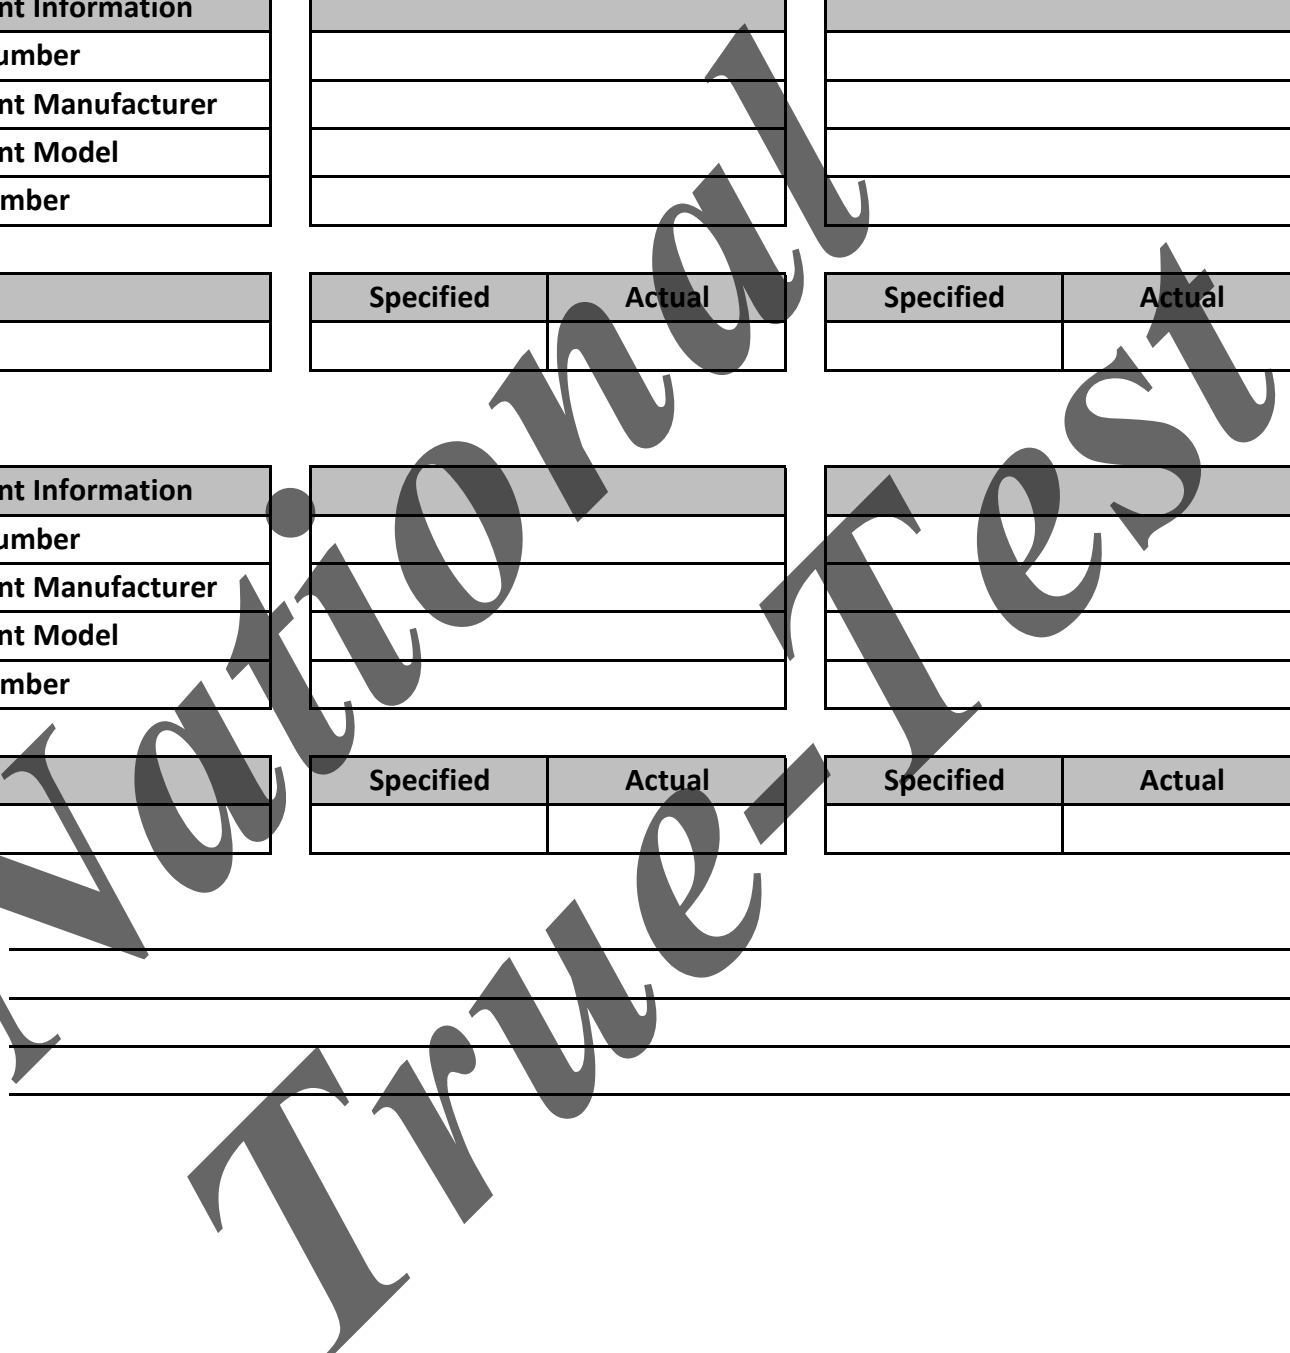 nt Information
umber
nt Manufacturer
nt Model
mber
Specified Actual Specified Actual
nt Information
umber
nt Manufacturer
nt Model
mber
Specified Actual Specified Actual
National
True-Test